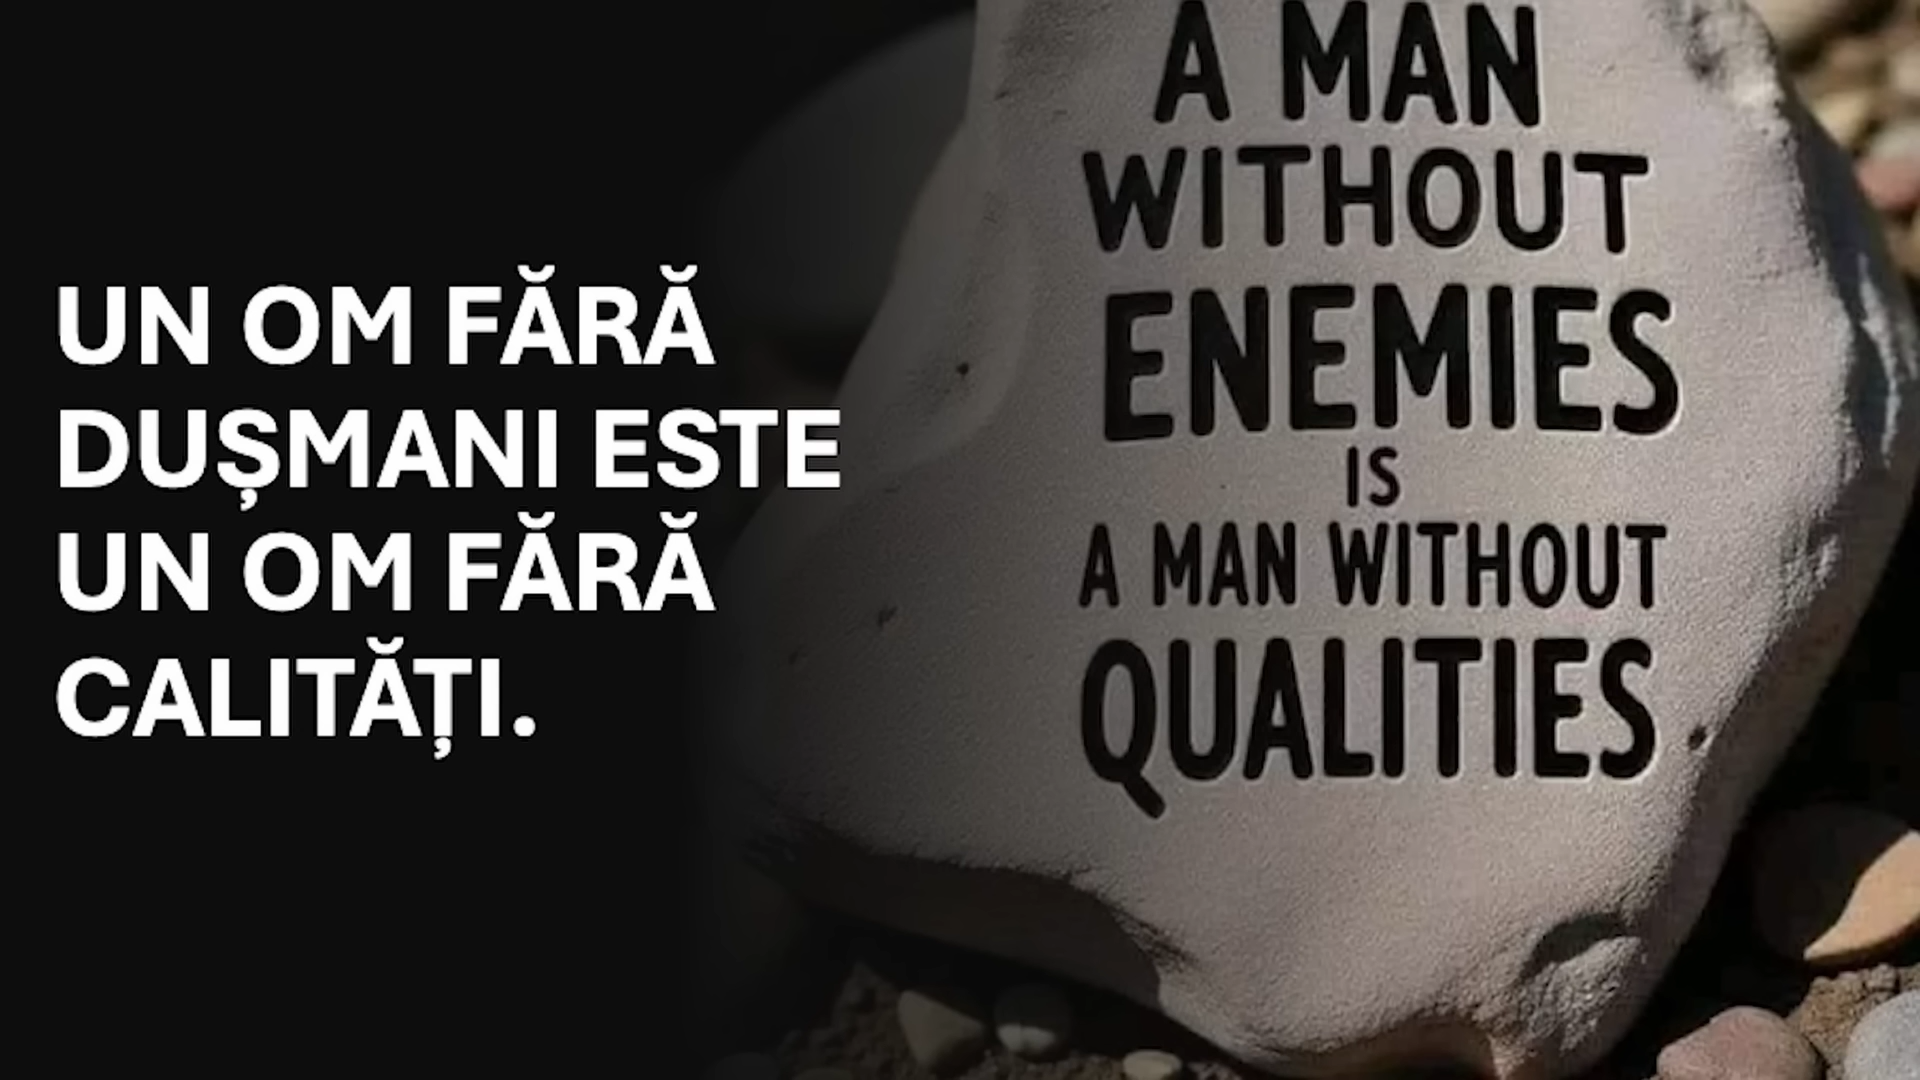 UN OM FĂRĂ
DUȘMANI ESTE
UN OM FĂRĂ
CALITĂȚI.
A MAN
WITHOUT
ENEMIES
IS
A MAN WITHOUT
QUALITIES